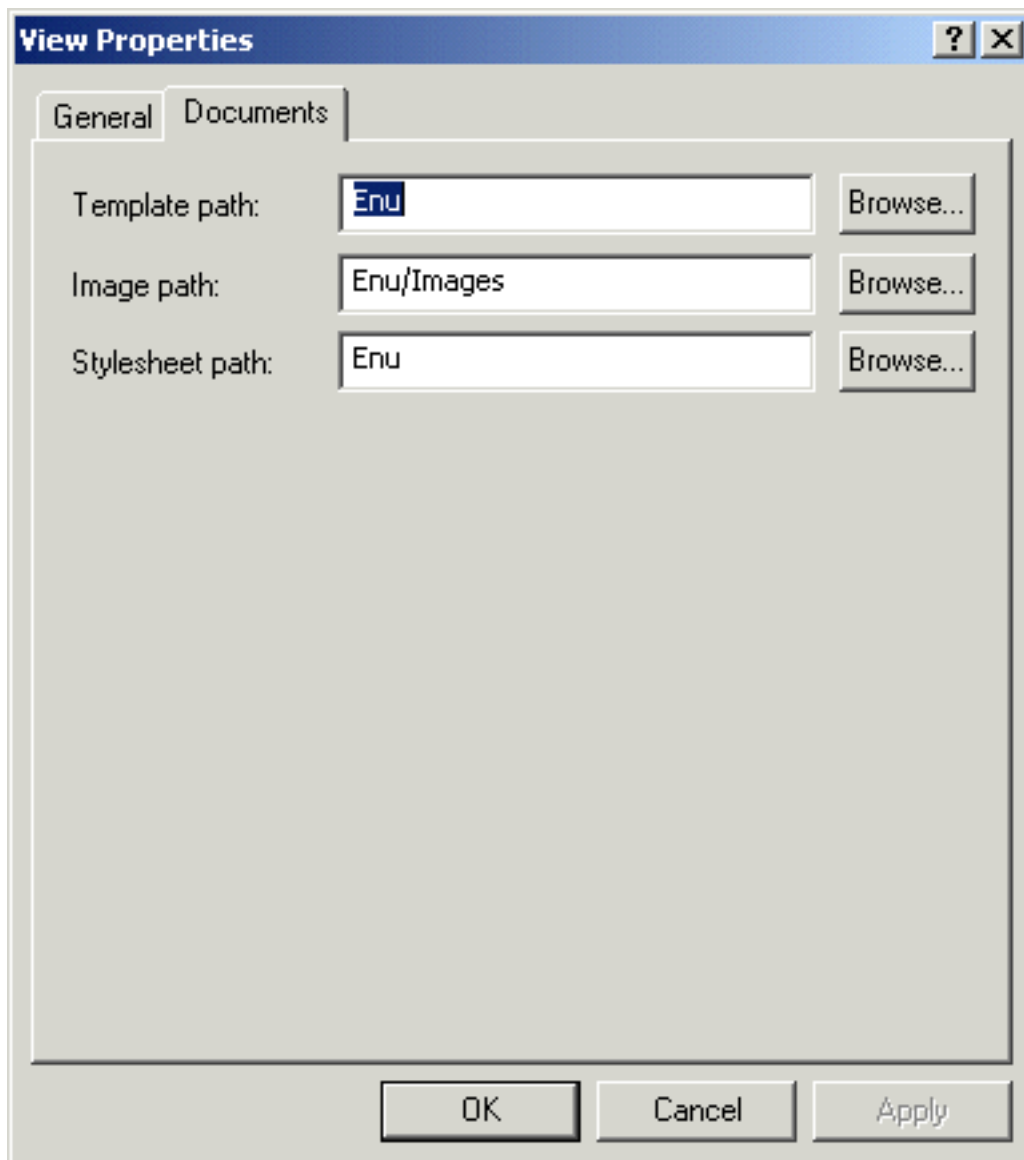 View Properties
General Documents
Template path: Enu Browse...
Image path: Enu/Images Browse...
Stylesheet path: Enu Browse...
OK Cancel Apply